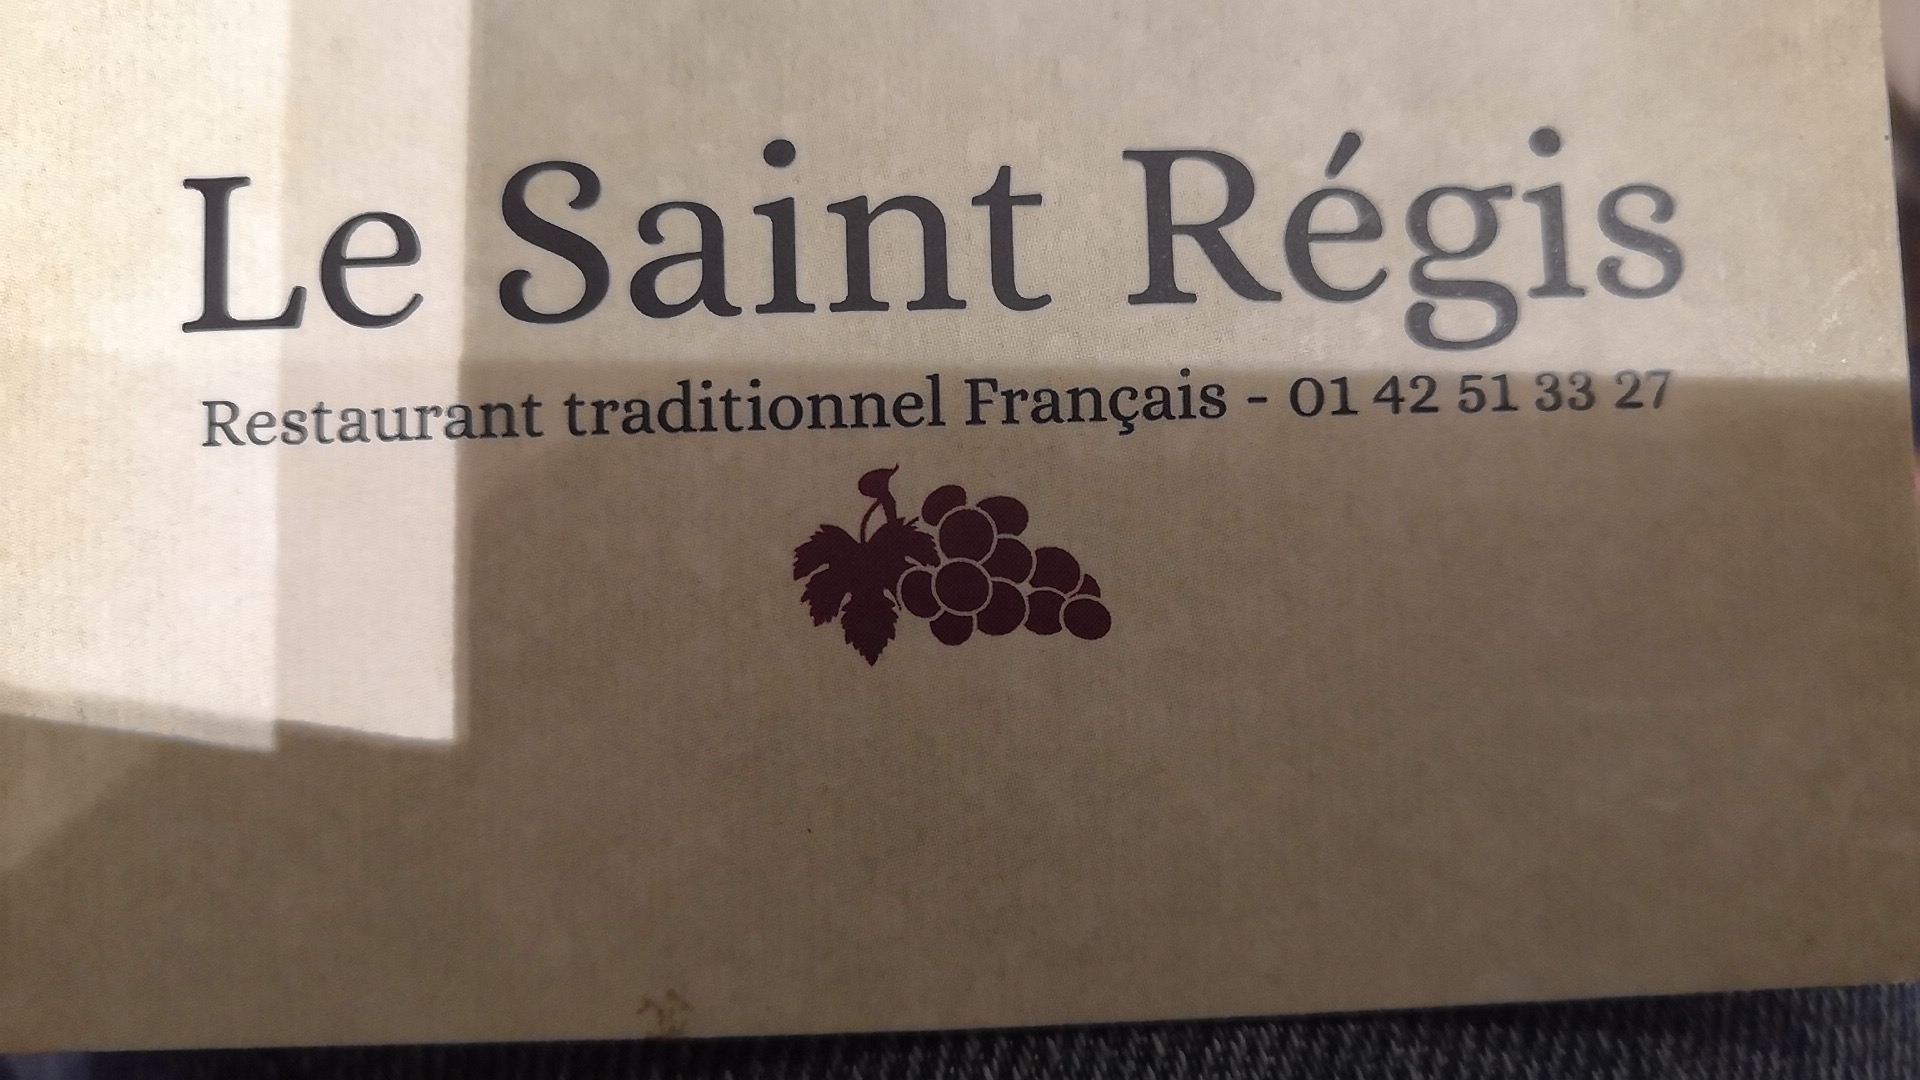 Le Saint Régis
Restaurant traditionnel Français - 01 42 51 33 27